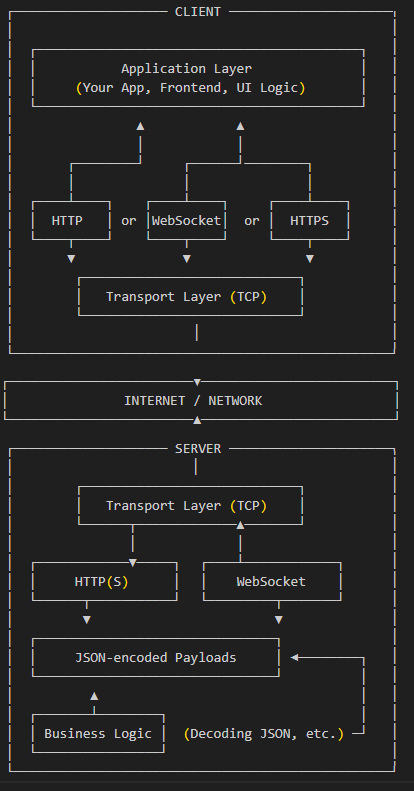 CLIENT
Application Layer
(Your App, Frontend, UI Logic)
HTTP or WebSocket or HTTPS
Transport Layer (TCP)
INTERNET / NETWORK
SERVER
Transport Layer (TCP)
HTTP(S) WebSocket
JSON-encoded Payloads
Business Logic (Decoding JSON, etc.)